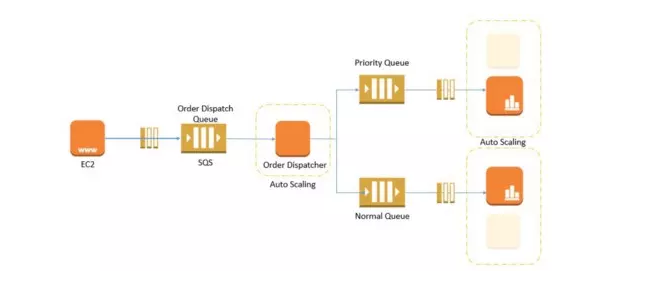 Priority Queue
Order Dispatch
Queue
www
EC2
SQS
Order Dispatcher
Auto Scaling
Auto Scaling
Normal Queue